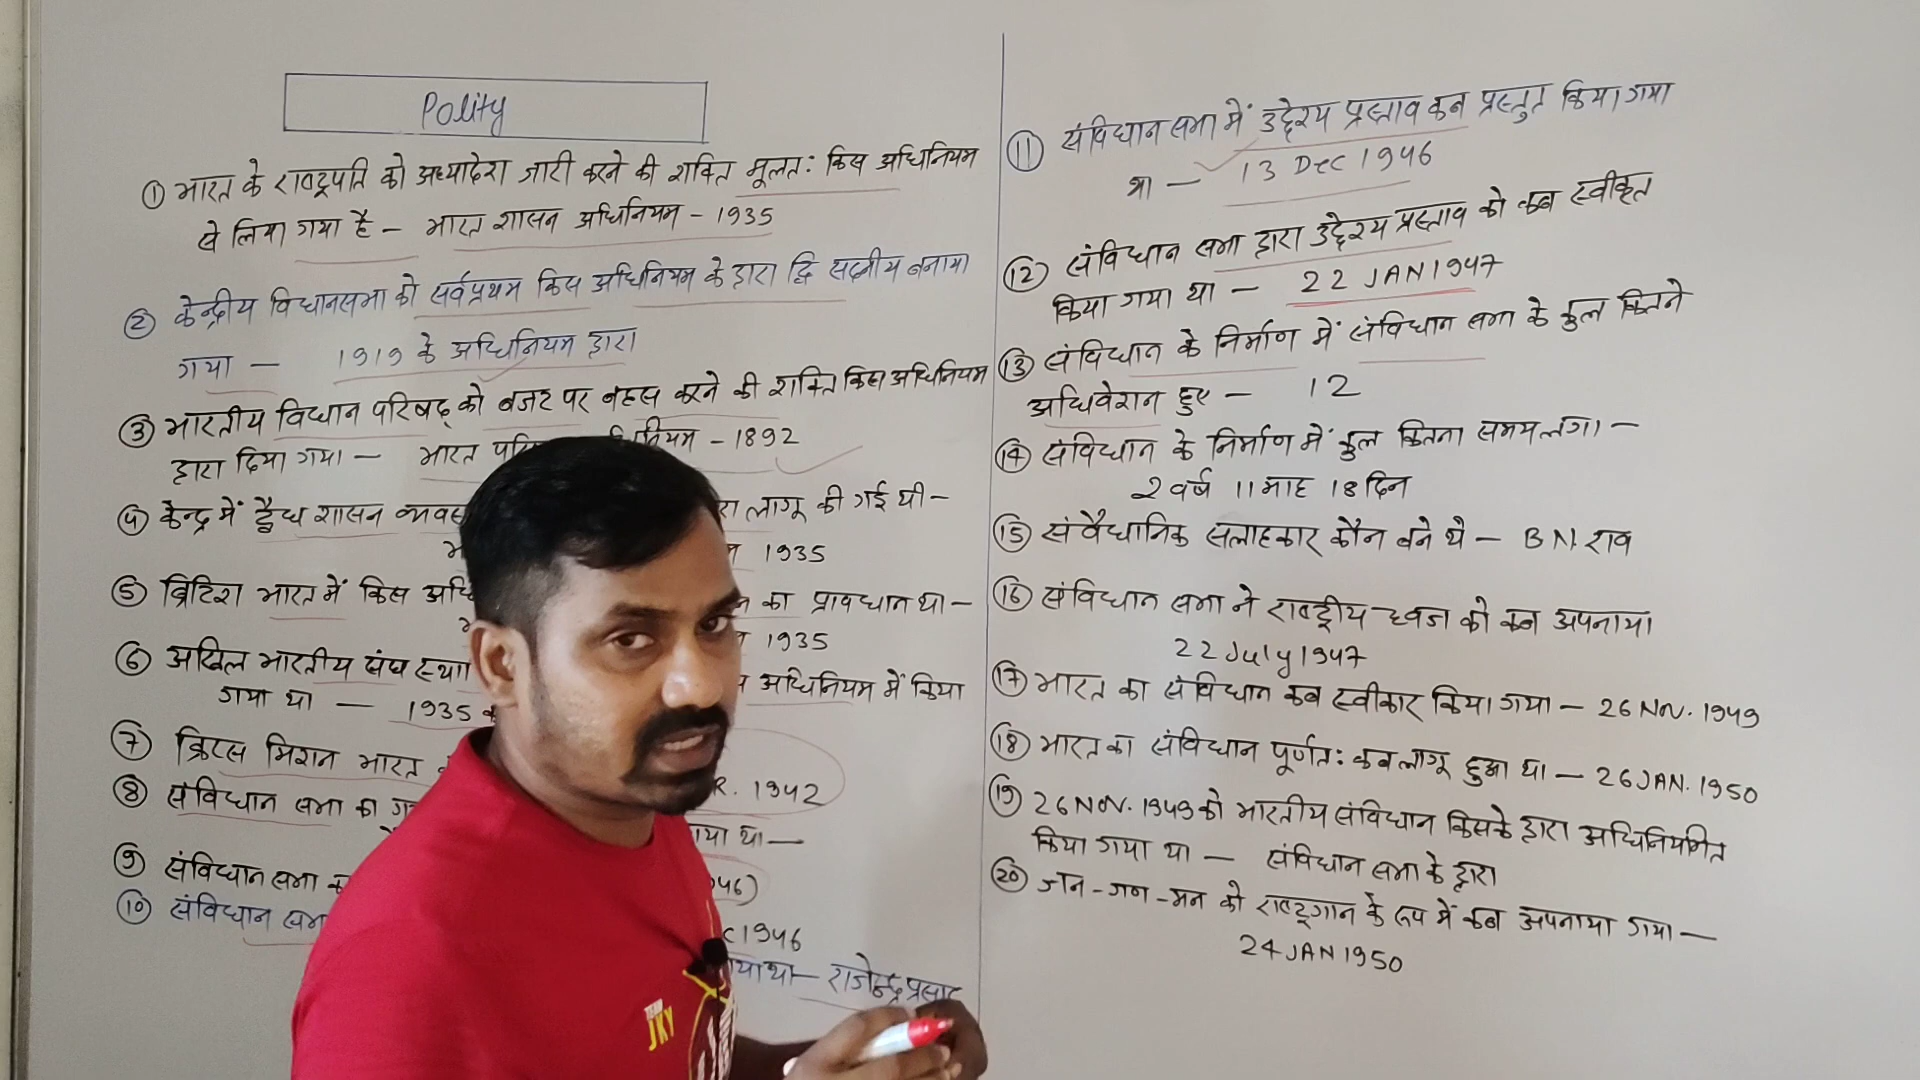 Polity
① भारत के राष्ट्रपति को अध्यादेश जारी करने की शक्ति मूलत: किस अधिनियम
से लिया गया है - भारत शासन अधिनियम - 1935
② केन्द्रीय विधानसभा को सर्वप्रथम किस अधिनियम के द्वारा द्वि सदनीय बनाया
गया - 1919 के अधिनियम द्वारा
③ भारतीय विधान परिषद् को बजट पर बहस करने की शक्ति किस अधिनियम
द्वारा दिया गया - भारत - 1892
④ केन्द्र में द्वैध शासन लागू की गई थी -
1935
⑤ ब्रिटिश भारत में किस का प्रावधान था -
1935
⑥ अखिल भारतीय संघ अधिनियम में किया
गया था - 1935
⑦ क्रिप्स मिशन भारत 1942
⑧ संविधान सभा का
था -
⑨ संविधान सभा
946)
⑩ संविधान
1946
राजेन्द्र प्रसाद
⑪ संविधान सभा में उद्देश्य प्रस्ताव कब प्रस्तुत किया गया
था - 13 Dec 1946
⑫ संविधान सभा द्वारा उद्देश्य प्रस्ताव को कब स्वीकृत
किया गया था - 22 JAN 1947
⑬ संविधान के निर्माण में संविधान सभा के कुल कितने
अधिवेशन हुए - 12
⑭ संविधान के निर्माण में कुल कितना समय लगा -
2 वर्ष 11 माह 18 दिन
⑮ संवैधानिक सलाहकार कौन बने थे - B N. राव
⑯ संविधान सभा ने राष्ट्रीय ध्वज को कब अपनाया
22 July 1947
⑰ भारत का संविधान कब स्वीकार किया गया - 26 Nov. 1949
⑱ भारत का संविधान पूर्णत: कब लागू हुआ था - 26 JAN. 1950
⑲ 26 NOV. 1949 को भारतीय संविधान किसके द्वारा अधिनियमित
किया गया था - संविधान सभा के द्वारा
⑳ जन - गण - मन को राष्ट्रगान के रूप में कब अपनाया गया -
24 JAN 1950
TEAM
JKY